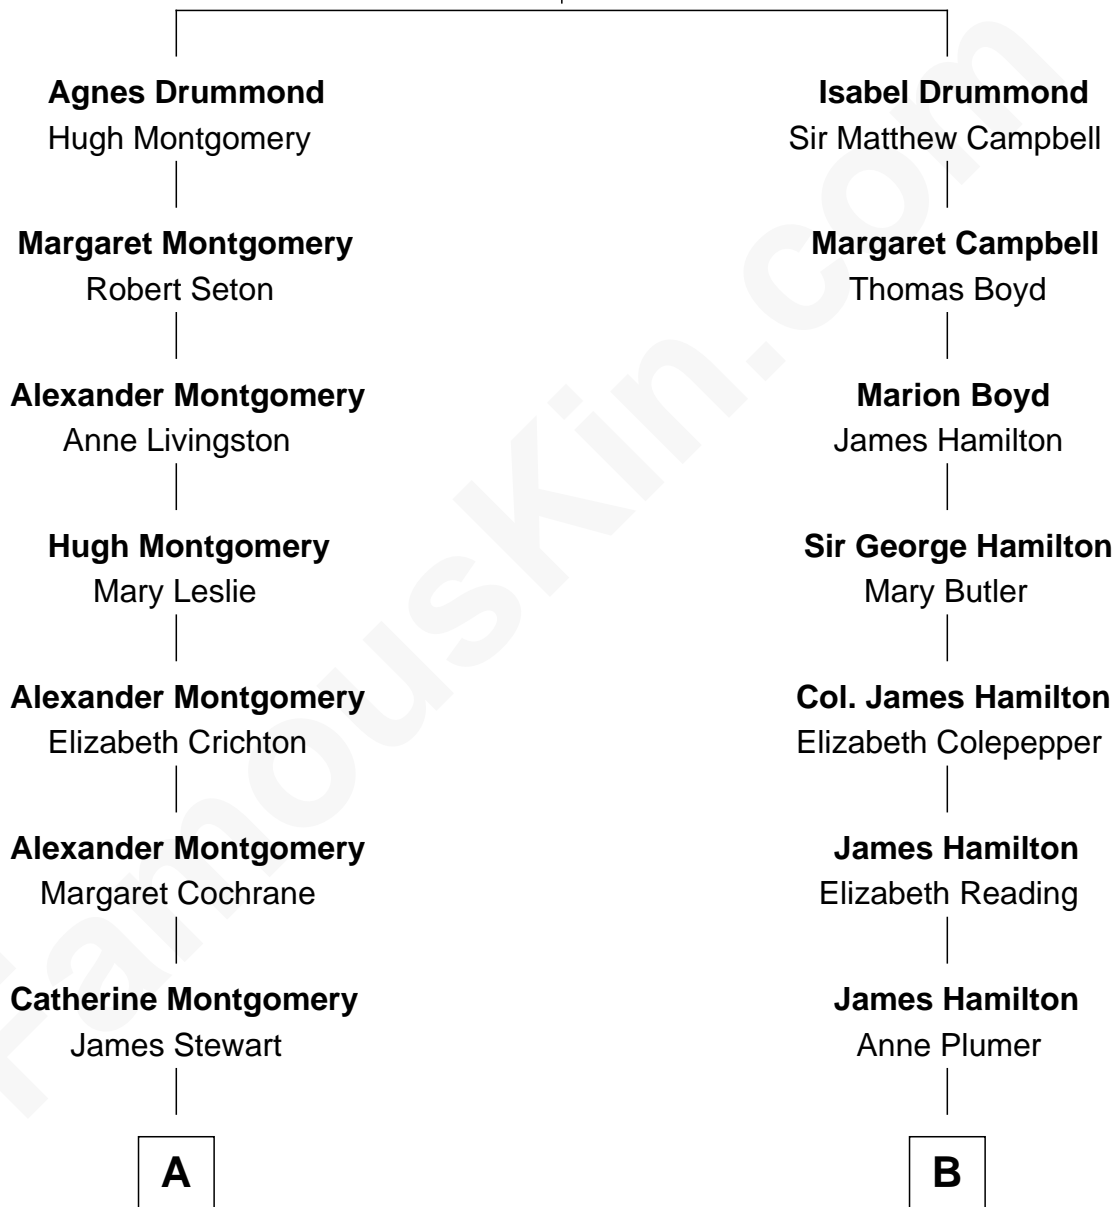 Agnes Drummond
Hugh Montgomery
Margaret Montgomery
Robert Seton
Alexander Montgomery
Anne Livingston
Hugh Montgomery
Mary Leslie
Alexander Montgomery
Elizabeth Crichton
Alexander Montgomery
Margaret Cochrane
Catherine Montgomery
James Stewart
A
Isabel Drummond
Sir Matthew Campbell
Margaret Campbell
Thomas Boyd
Marion Boyd
James Hamilton
Sir George Hamilton
Mary Butler
Col. James Hamilton
Elizabeth Colepepper
James Hamilton
Elizabeth Reading
James Hamilton
Anne Plumer
B
FamousKin.com